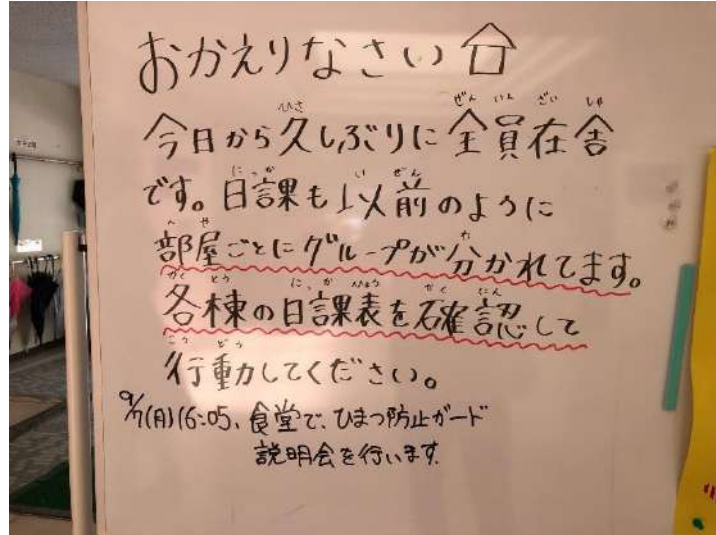 おかえりなさい
今日から久しぶりに全員在舎
です。日課も以前のように
部屋ごとにグループが分かれてます。
各棟の日課表を確認して
行動してください。
9/7(月)16:05、食堂で、ひまつ防止ガード
説明会を行います。